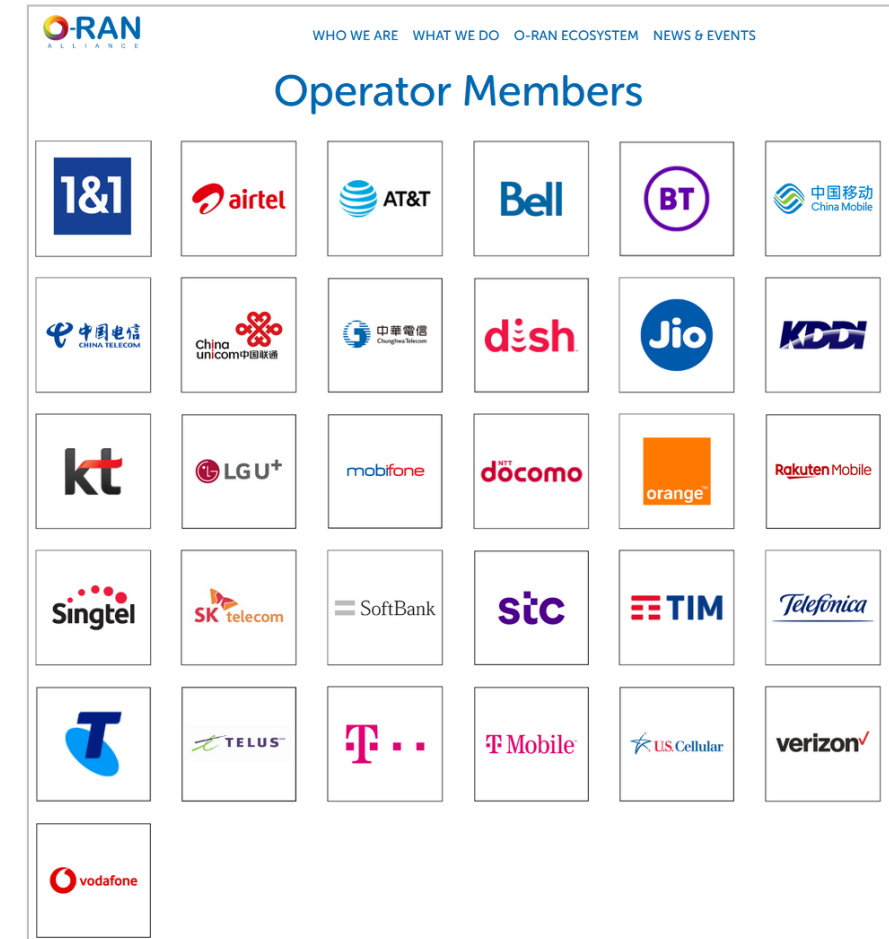 O-RAN
ALLIANCE
WHO WE ARE WHAT WE DO O-RAN ECOSYSTEM NEWS & EVENTS
Operator Members
1&1
airtel
AT&T
Bell
BT
中国移动
China Mobile
中国电信
CHINA TELECOM
China
unicom中国联通
中華電信
Chunghwa Telecom
dish
Jio
KDDI
kt
LG U+
mobifone
NTT
docomo
orange™
Rakuten Mobile
Singtel
SK telecom
SoftBank
stc
TIM
Telefónica
T
TELUS
T
T Mobile
U.S. Cellular
verizon
vodafone